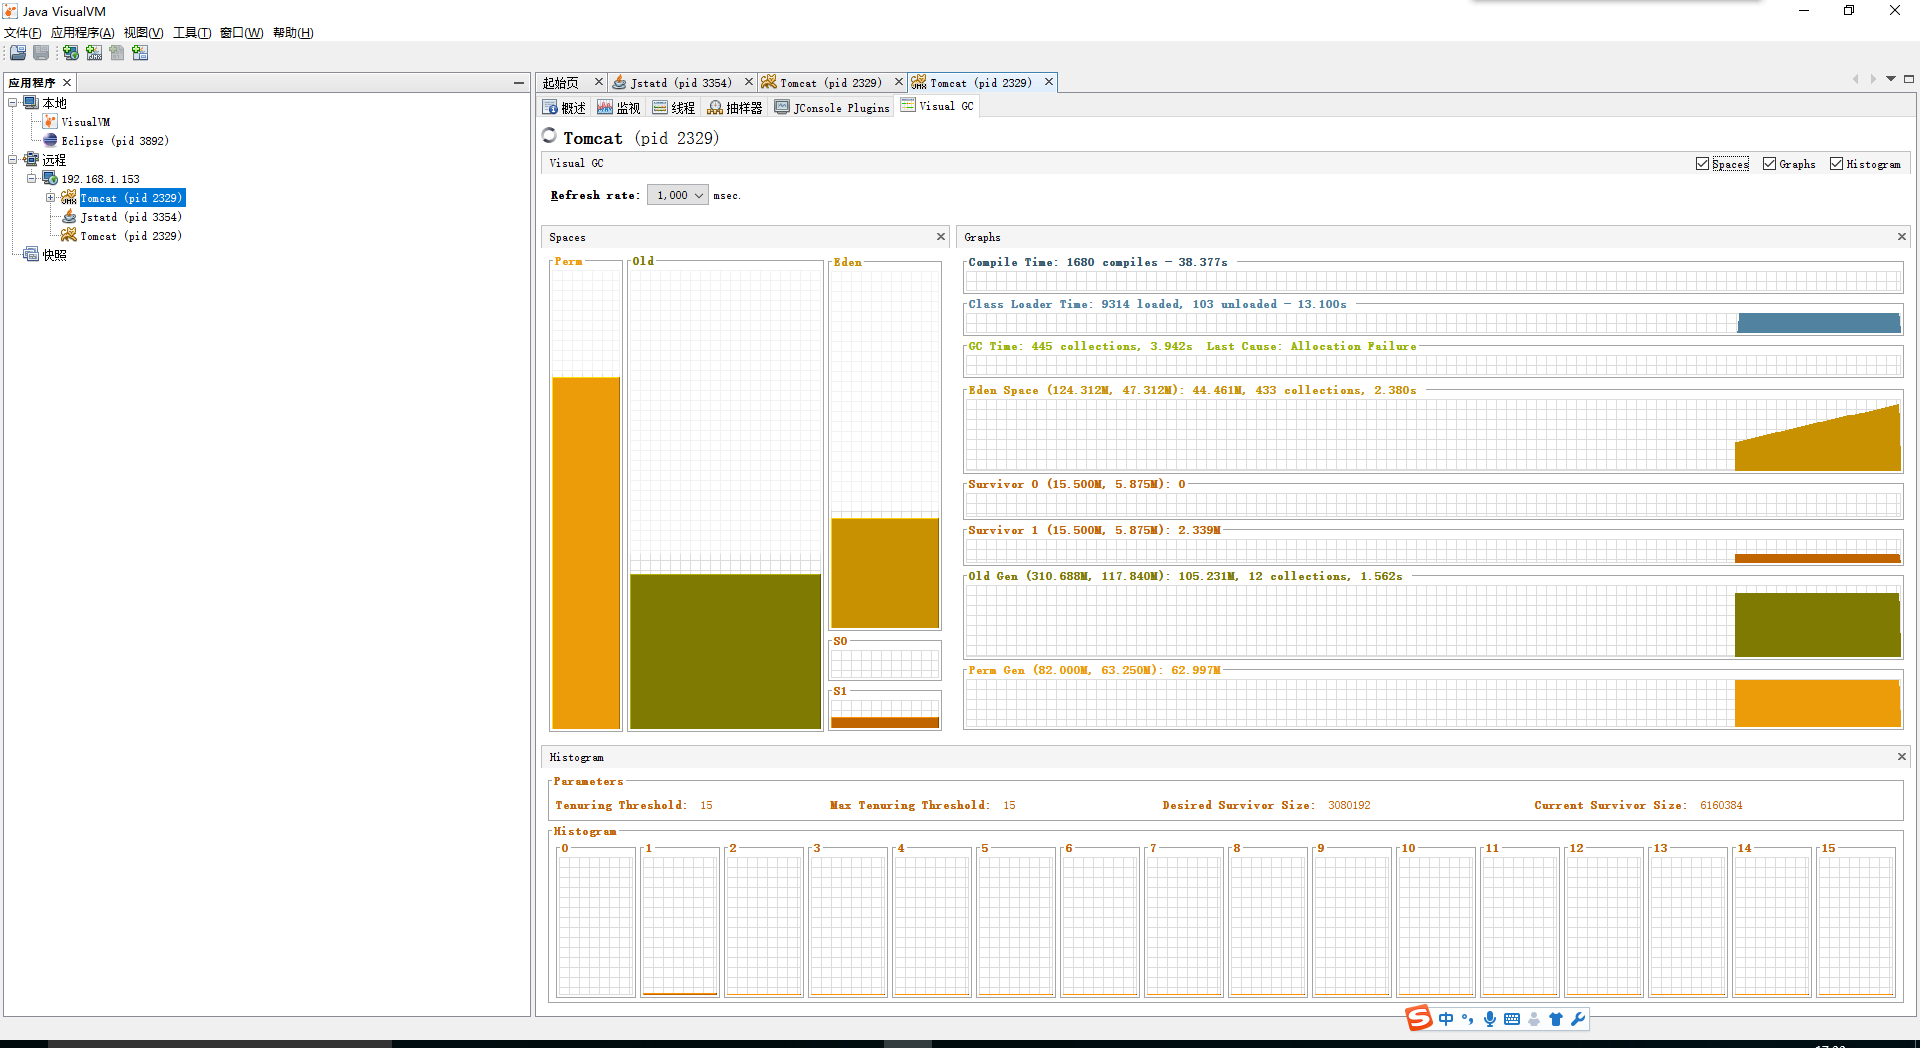 Java VisualVM
文件(F) 应用程序(A) 视图(V) 工具(T) 窗口(W) 帮助(H)
应用程序
本地
VisualVM
Eclipse (pid 3892)
远程
192.168.1.153
Tomcat (pid 2329)
Jstatd (pid 3354)
Tomcat (pid 2329)
快照
起始页 Jstatd (pid 3354) Tomcat (pid 2329) Tomcat (pid 2329)
概述 监视 线程 抽样器 JConsole Plugins Visual GC
Tomcat (pid 2329)
Visual GC Spaces Graphs Histogram
Refresh rate: 1,000 msec.
Spaces
Perm Old Eden
S0
S1
Graphs
Compile Time: 1680 compiles - 38.377s
Class Loader Time: 9314 loaded, 103 unloaded - 13.100s
GC Time: 445 collections, 3.942s Last Cause: Allocation Failure
Eden Space (124.312M, 47.312M): 44.461M, 433 collections, 2.380s
Survivor 0 (15.500M, 5.875M): 0
Survivor 1 (15.500M, 5.875M): 2.339M
Old Gen (310.688M, 117.840M): 105.231M, 12 collections, 1.562s
Perm Gen (82.000M, 63.250M): 62.997M
Histogram
Parameters
Tenuring Threshold: 15 Max Tenuring Threshold: 15 Desired Survivor Size: 3080192 Current Survivor Size: 6160384
Histogram
0 1 2 3 4 5 6 7 8 9 10 11 12 13 14 15
S 中